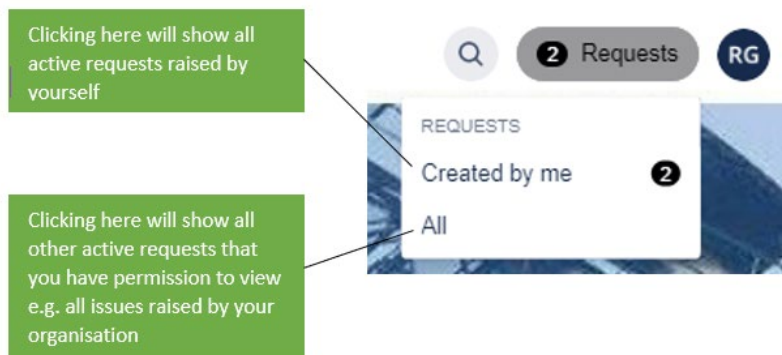 Clicking here will show all
active requests raised by
yourself
2 Requests
RG
REQUESTS
Created by me 2
All
Clicking here will show all
other active requests that
you have permission to view
e.g. all issues raised by your
organisation